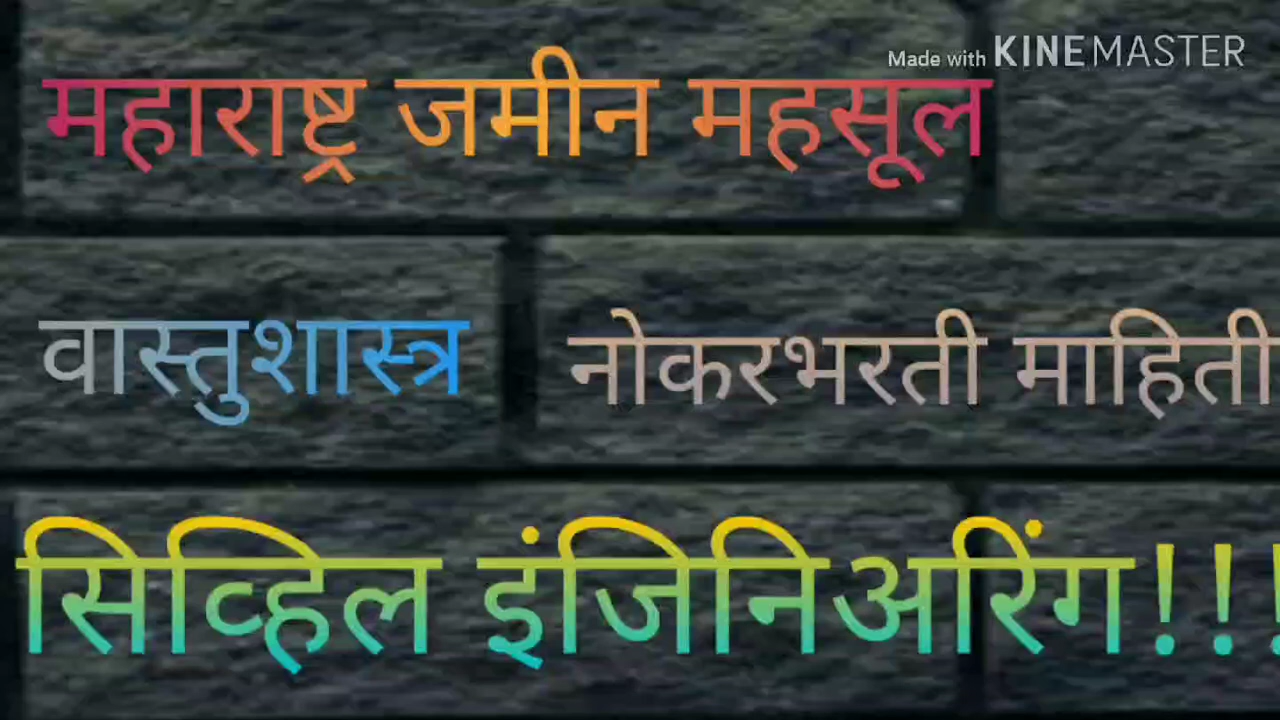 Made with KINEMASTER
महाराष्ट्र जमीन महसूल
वास्तुशास्त्र नोकरभरती माहिती
सिव्हिल इंजिनिअरिंग!!!